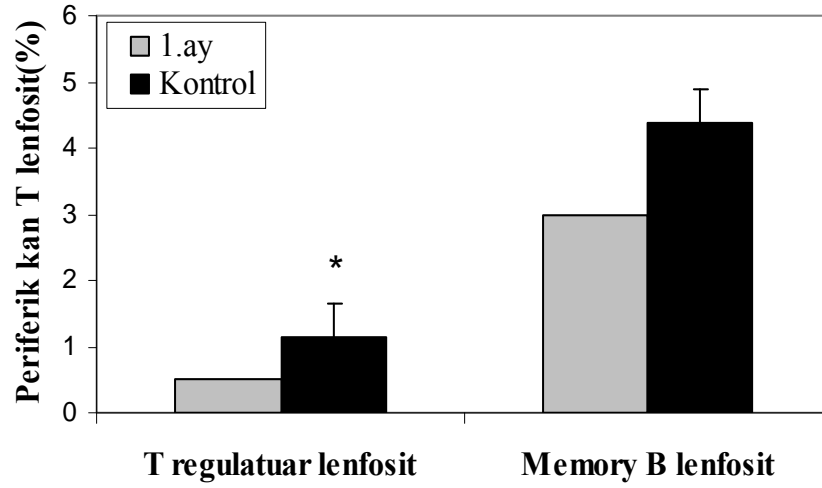 Periferik kan T lenfosit(%)
6
5
4
3
2
1
0
1.ay
Kontrol
*
T regulatuar lenfosit
Memory B lenfosit